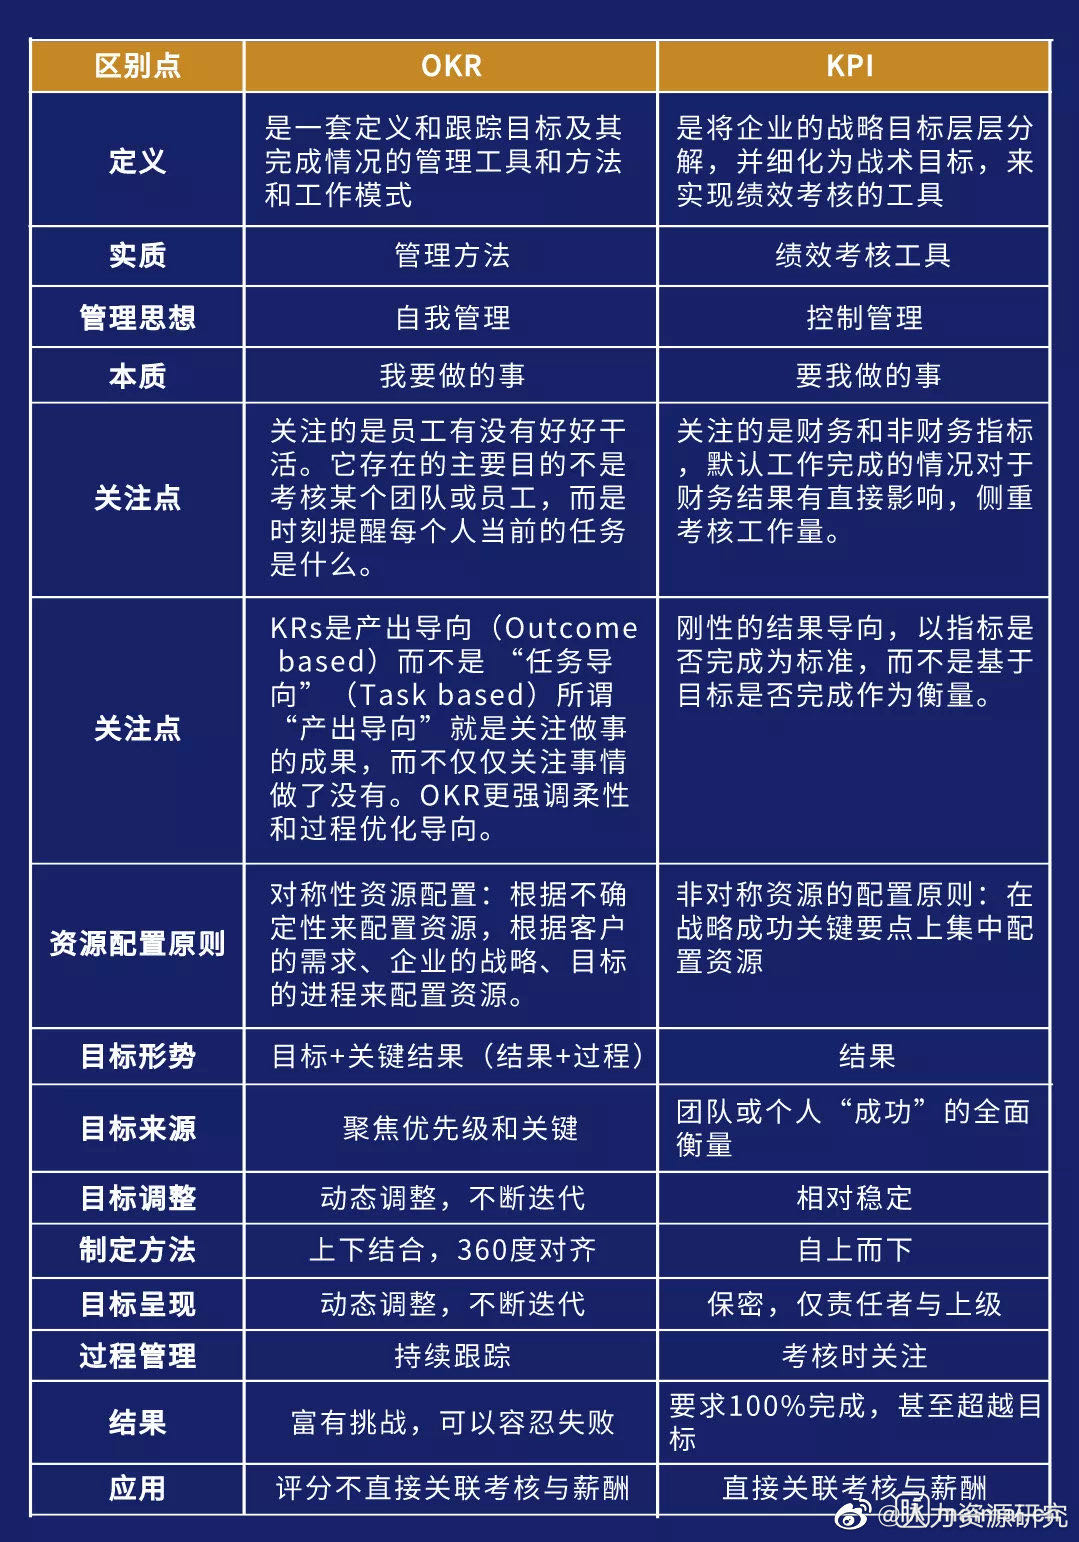 区别点
OKR
KPI
定义
是一套定义和跟踪目标及其
完成情况的管理工具和方法
和工作模式
是将企业的战略目标层层分
解，并细化为战术目标，来
实现绩效考核的工具
实质
管理方法
绩效考核工具
管理思想
自我管理
控制管理
本质
我要做的事
要我做的事
关注点
关注的是员工有没有好好干
活。它存在的主要目的不是
考核某个团队或员工，而是
时刻提醒每个人当前的任务
是什么。
关注的是财务和非财务指标
，默认工作完成的情况对于
财务结果有直接影响，侧重
考核工作量。
关注点
KRs是产出导向（Outcome
based）而不是 “任务导
向”（Task based）所谓
“产出导向”就是关注做事
的成果，而不仅仅关注事情
做了没有。OKR更强调柔性
和过程优化导向。
刚性的结果导向，以指标是
否完成为标准，而不是基于
目标是否完成作为衡量。
资源配置原则
对称性资源配置：根据不确
定性来配置资源，根据客户
的需求、企业的战略、目标
的进程来配置资源。
非对称资源的配置原则：在
战略成功关键要点上集中配
置资源
目标形势
目标+关键结果（结果+过程）
结果
目标来源
聚焦优先级和关键
团队或个人“成功”的全面
衡量
目标调整
动态调整，不断迭代
相对稳定
制定方法
上下结合，360度对齐
自上而下
目标呈现
动态调整，不断迭代
保密，仅责任者与上级
过程管理
持续跟踪
考核时关注
结果
富有挑战，可以容忍失败
要求100%完成，甚至超越目
标
应用
评分不直接关联考核与薪酬
直接关联考核与薪酬
力资源研究